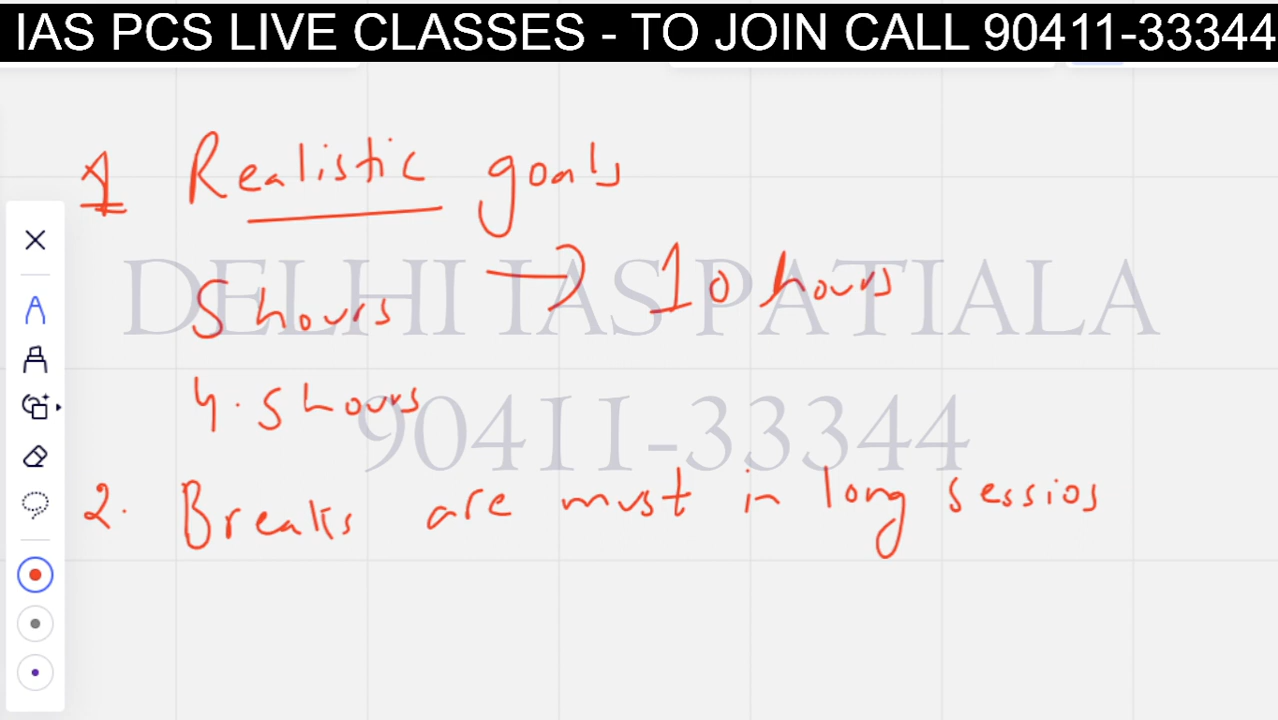 IAS PCS LIVE CLASSES - TO JOIN CALL 90411-33344
1 Realistic goals
DELHI IAS PATIALA
5 hours → 10 hours
4.5 hours
90411-33344
2. Breaks are must in long sessios